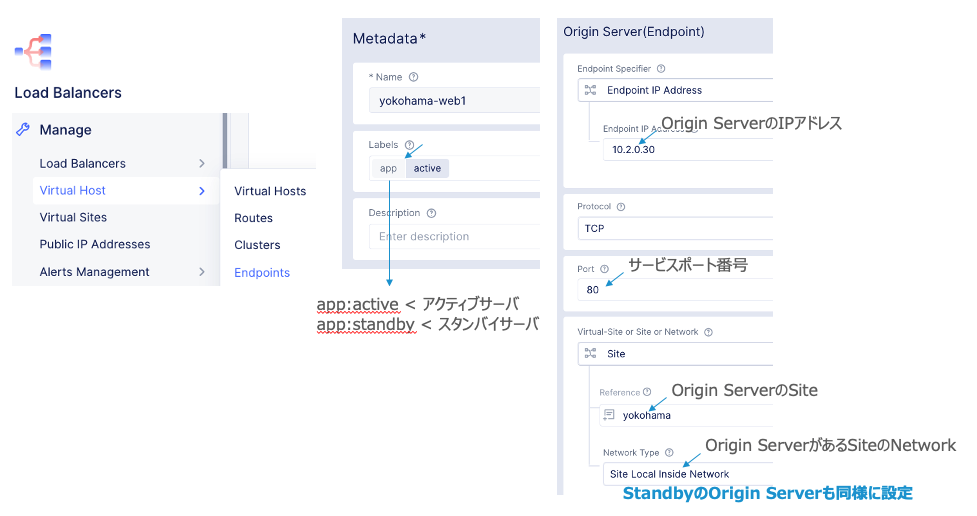 Load Balancers
Manage
Load Balancers
Virtual Host
Virtual Sites
Public IP Addresses
Alerts Management
Virtual Hosts
Routes
Clusters
Endpoints
Metadata*
* Name
yokohama-web1
Labels
app active
Description
Enter description
app:active < アクティブサーバ
app:standby < スタンバイサーバ
Origin Server(Endpoint)
Endpoint Specifier
Endpoint IP Address
Endpoint IP Address
Origin ServerのIPアドレス
10.2.0.30
Protocol
TCP
Port
サービスポート番号
80
Virtual-Site or Site or Network
Site
Reference
Origin ServerのSite
yokohama
Origin ServerがあるSiteのNetwork
Network Type
Site Local Inside Network
StandbyのOrigin Serverも同様に設定